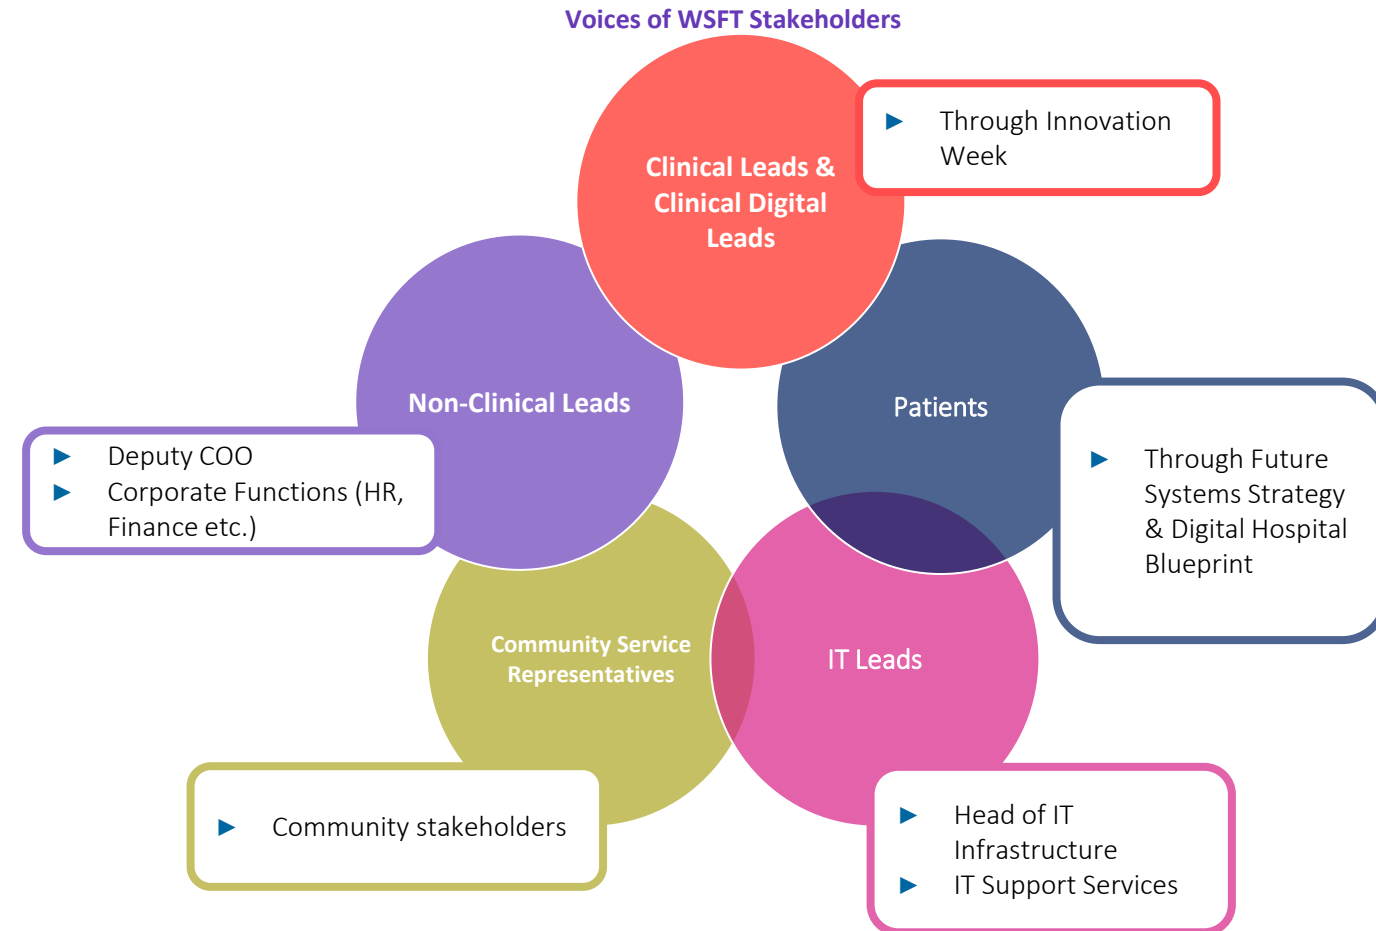 Voices of WSFT Stakeholders
Clinical Leads &
Clinical Digital
Leads
► Through Innovation
Week
Non-Clinical Leads
► Deputy COO
► Corporate Functions (HR,
Finance etc.)
Patients
► Through Future
Systems Strategy
& Digital Hospital
Blueprint
Community Service
Representatives
► Community stakeholders
IT Leads
► Head of IT
Infrastructure
► IT Support Services